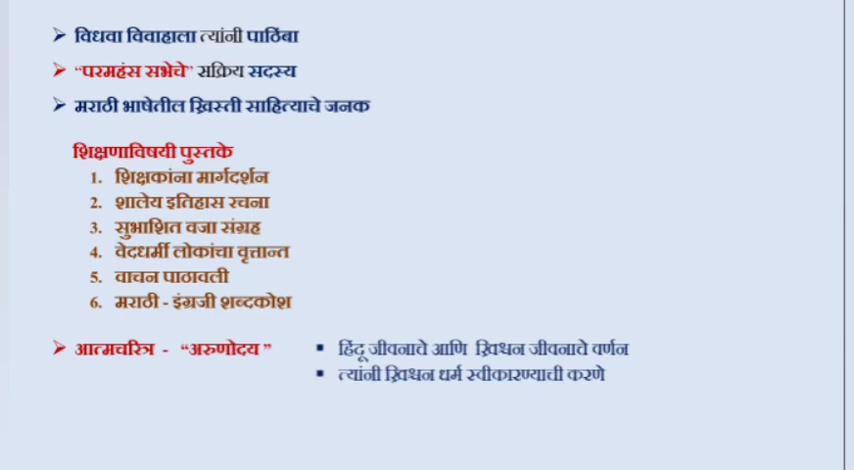 ➢ विधवा विवाहाला त्यांनी पाठिंबा
➢ "परमहंस सभेचे" सक्रिय सदस्य
➢ मराठी भाषेतील ख्रिस्ती साहित्याचे जनक
शिक्षणाविषयी पुस्तके
1. शिक्षकांना मार्गदर्शन
2. शालेय इतिहास रचना
3. सुभाशित वजा संग्रह
4. वेदधर्मी लोकांचा वृत्तान्त
5. वाचन पाठावली
6. मराठी - इंग्रजी शब्दकोश
➢ आत्मचरित्र - "अरुणोदय" ▪ हिंदू जीवनाचे आणि ख्रिश्चन जीवनाचे वर्णन
▪ त्यांनी ख्रिश्चन धर्म स्वीकारण्याची करणे